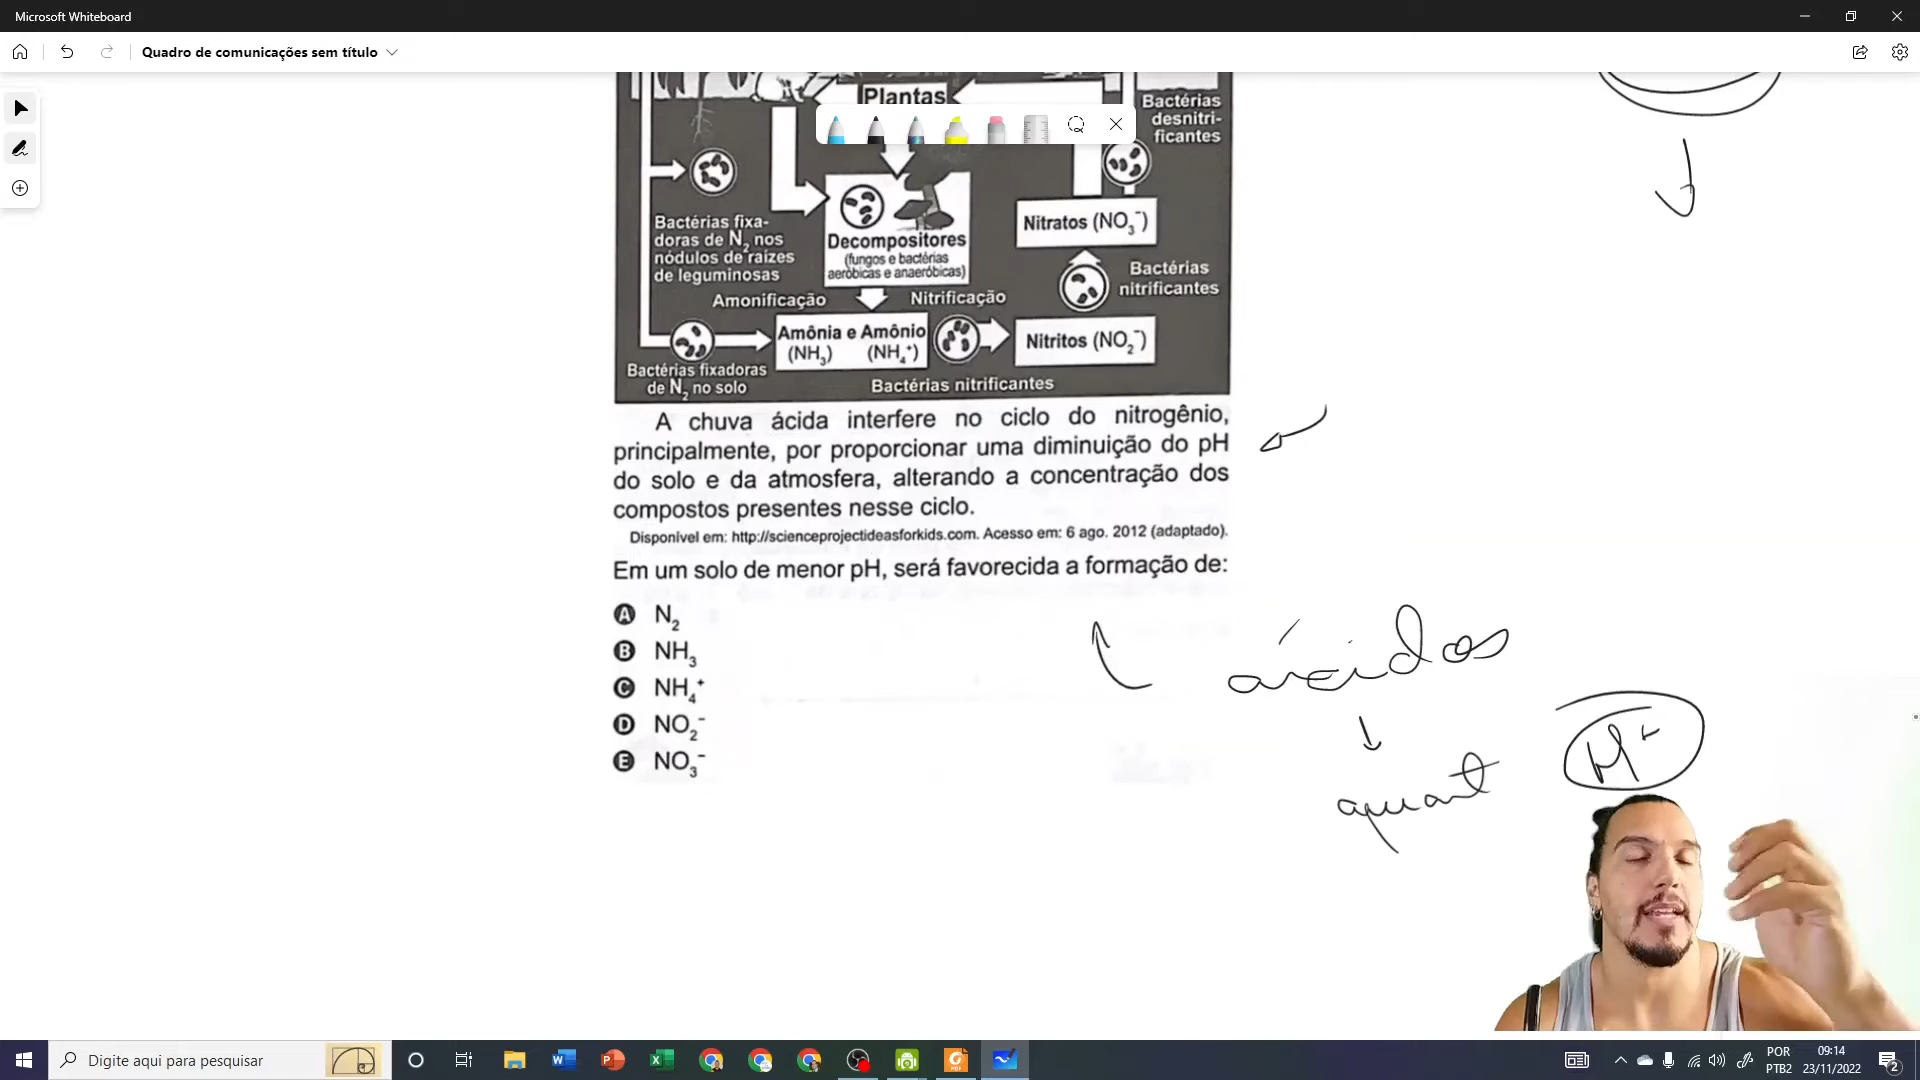 Microsoft Whiteboard
Quadro de comunicações sem título
Plantas
Bactérias
desnitri-
ficantes
Bactérias fixa-
doras de N2 nos
nódulos de raízes
de leguminosas
Decompositores
(fungos e bactérias
aeróbicas e anaeróbicas)
Nitratos (NO3-)
Bactérias
nitrificantes
Amonificação
Nitrificação
Amônia e Amônio
(NH3) (NH4+)
Nitritos (NO2-)
Bactérias fixadoras
de N2 no solo
Bactérias nitrificantes
A chuva ácida interfere no ciclo do nitrogênio,
principalmente, por proporcionar uma diminuição do pH
do solo e da atmosfera, alterando a concentração dos
compostos presentes nesse ciclo.
Disponível em: http://scienceprojectideasforkids.com. Acesso em: 6 ago. 2012 (adaptado).
Em um solo de menor pH, será favorecida a formação de:
A N2
B NH3
C NH4+
D NO2-
E NO3-
ácidos
quant
H+
Digite aqui para pesquisar
POR
PTB2
09:14
23/11/2022
2